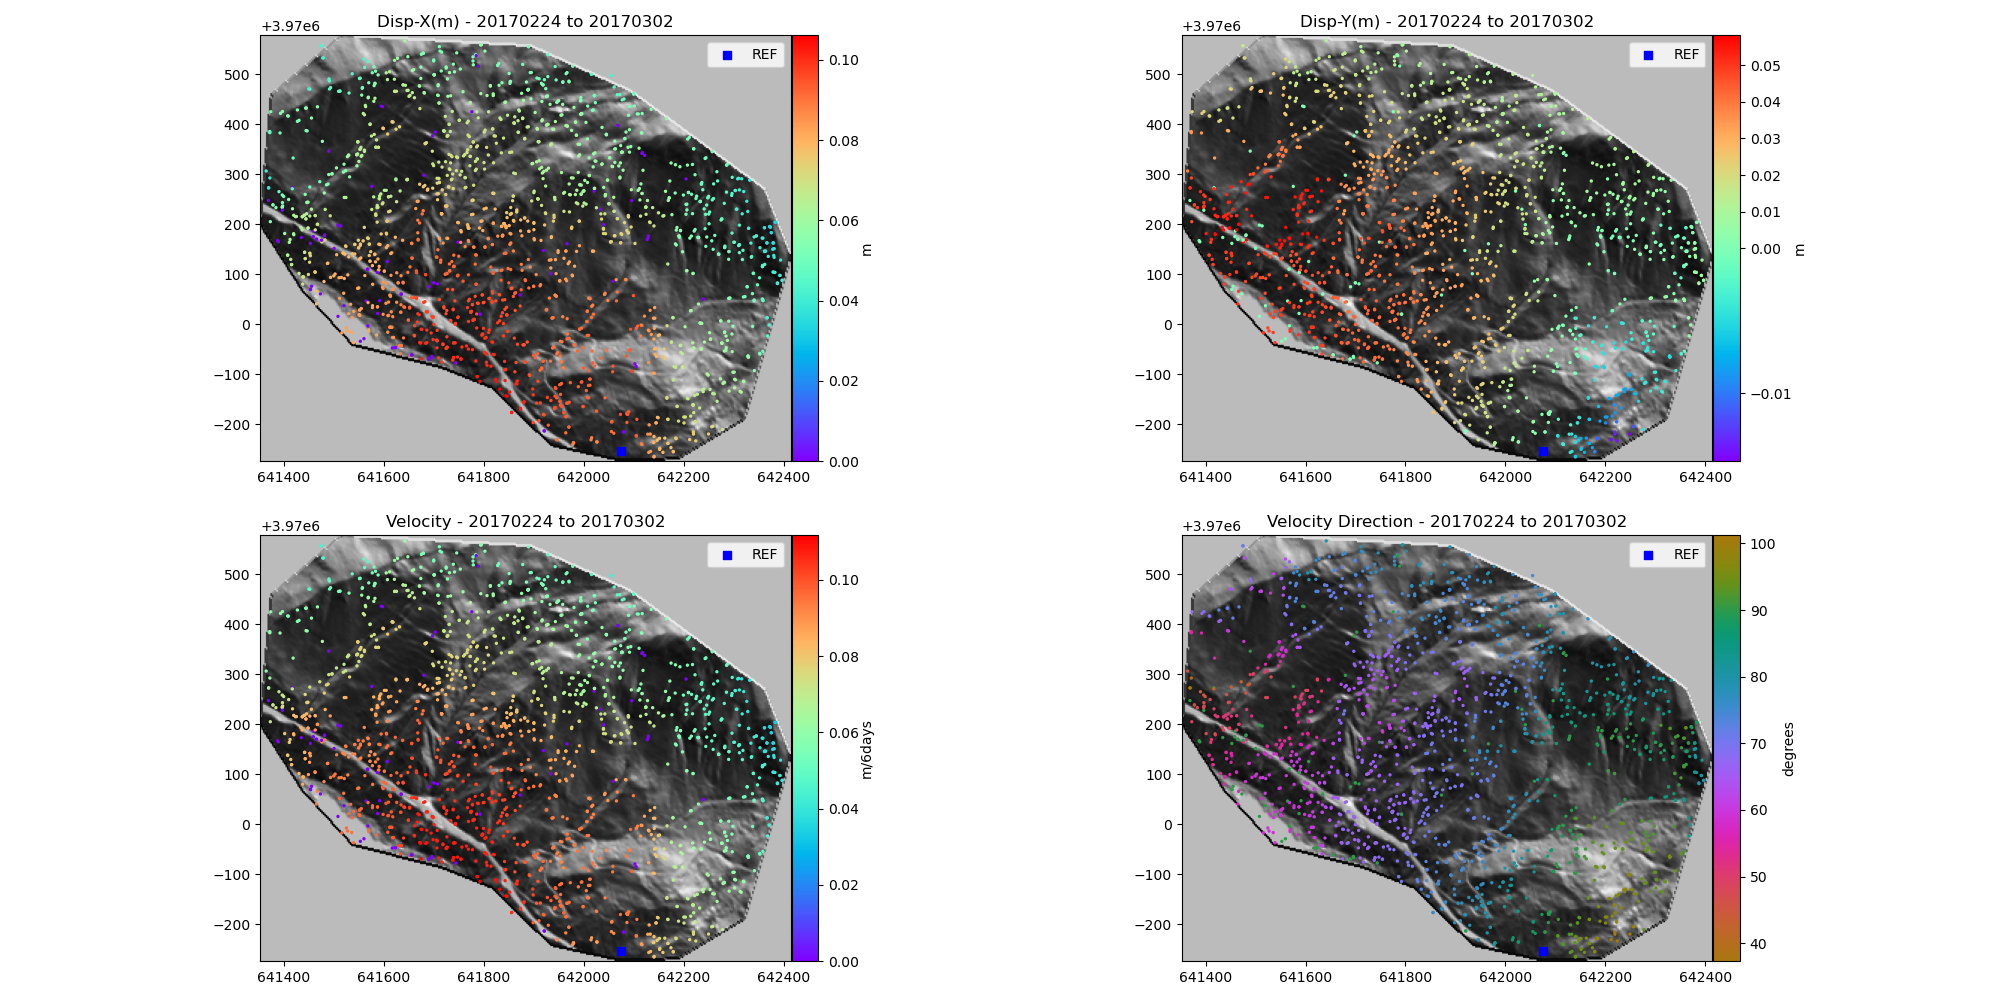 Disp-X(m) - 20170224 to 20170302
+3.97e6
REF
500
400
300
200
100
0
−100
−200
641400 641600 641800 642000 642200 642400
0.10
0.08
0.06
0.04
0.02
0.00
m
Disp-Y(m) - 20170224 to 20170302
+3.97e6
REF
500
400
300
200
100
0
−100
−200
641400 641600 641800 642000 642200 642400
0.05
0.04
0.03
0.02
0.01
0.00
−0.01
m
Velocity - 20170224 to 20170302
+3.97e6
REF
500
400
300
200
100
0
−100
−200
641400 641600 641800 642000 642200 642400
0.10
0.08
0.06
0.04
0.02
0.00
m/6days
Velocity Direction - 20170224 to 20170302
+3.97e6
REF
500
400
300
200
100
0
−100
−200
641400 641600 641800 642000 642200 642400
100
90
80
70
60
50
40
degrees